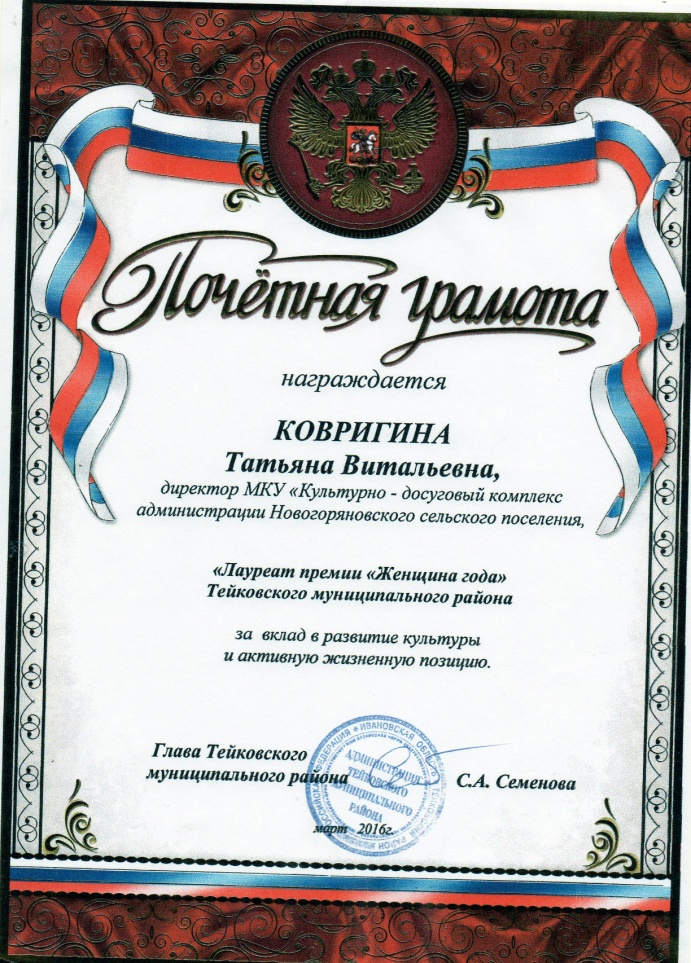 Почётная грамота
награждается
КОВРИГИНА
Татьяна Витальевна,
директор МКУ «Культурно - досуговый комплекс
администрации Новогоряновского сельского поселения,
«Лауреат премии «Женщина года»
Тейковского муниципального района
за вклад в развитие культуры
и активную жизненную позицию.
Глава Тейковского
муниципального района
С.А. Семенова
март 2016г.
РОССИЙСКАЯ ФЕДЕРАЦИЯ * ИВАНОВСКАЯ ОБЛАСТЬ
АДМИНИСТРАЦИЯ
ТЕЙКОВСКОГО
МУНИЦИПАЛЬНОГО
РАЙОНА